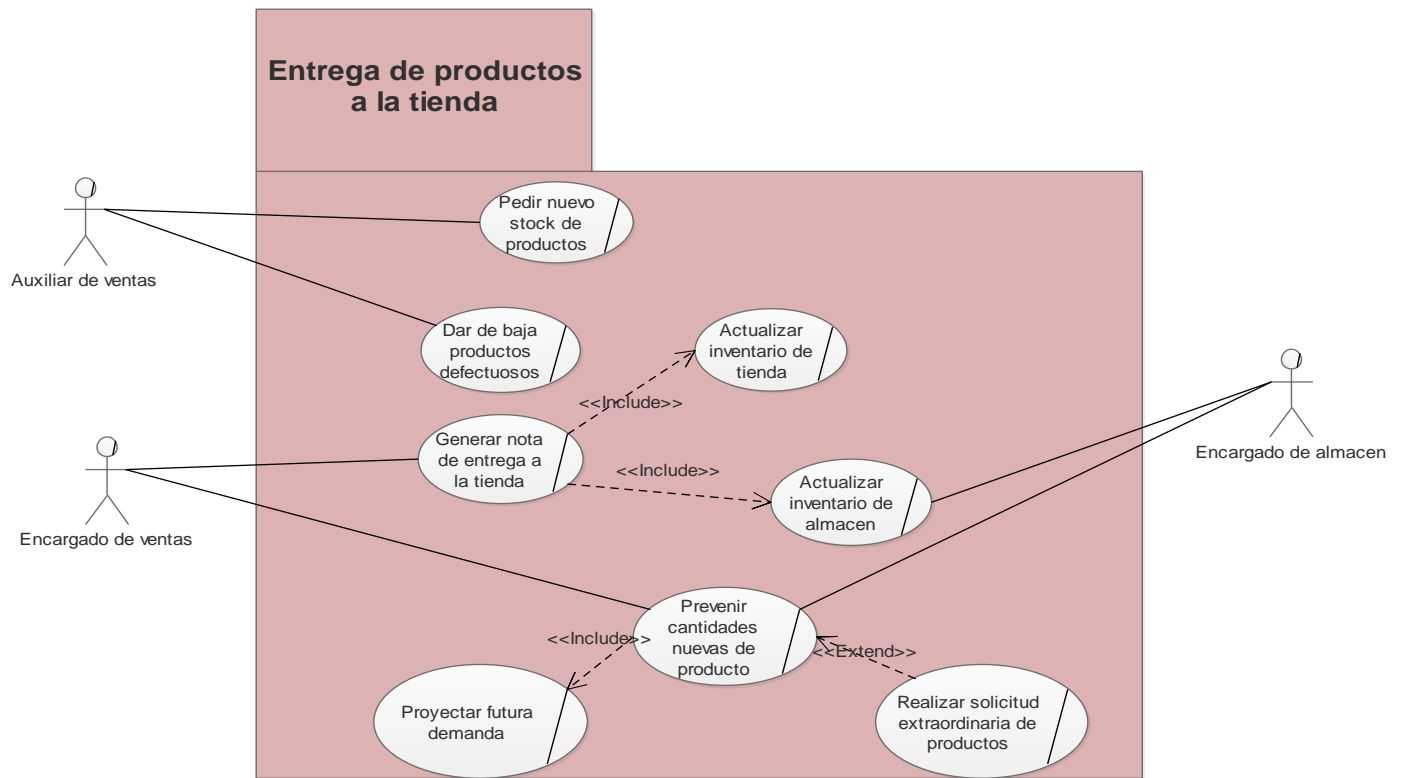 Entrega de productos
a la tienda
Pedir nuevo
stock de
productos
Auxiliar de ventas
Dar de baja
productos
defectuosos
Actualizar
inventario de
tienda
<<Include>>
Generar nota
de entrega a
la tienda
<<Include>>
Actualizar
inventario de
almacen
Encargado de almacen
Encargado de ventas
Prevenir
cantidades
nuevas de
producto
<<Include>>
<<Extend>>
Proyectar futura
demanda
Realizar solicitud
extraordinaria de
productos